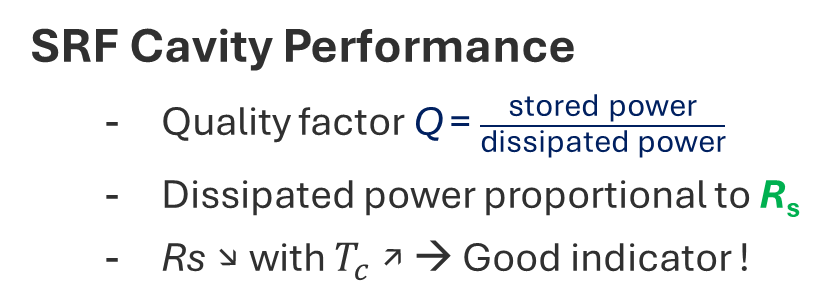 SRF Cavity Performance
- Quality factor Q = stored power / dissipated power
- Dissipated power proportional to Rs
- Rs ↘ with Tc ↗ → Good indicator !